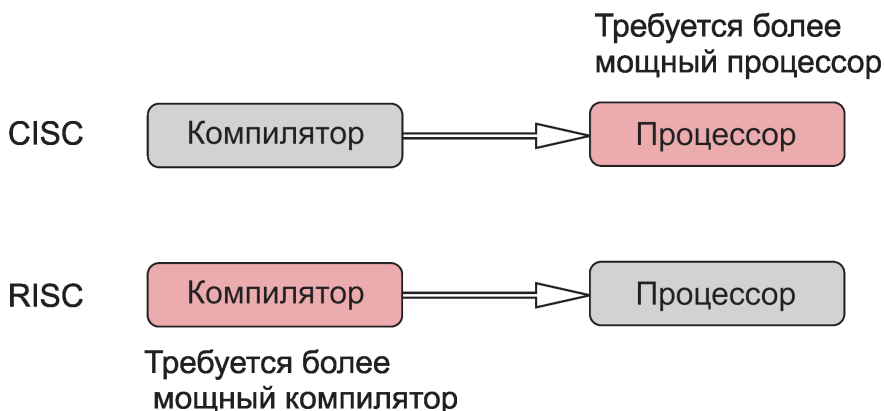 Требуется более
мощный процессор
CISC
Компилятор
Процессор
RISC
Компилятор
Процессор
Требуется более
мощный компилятор